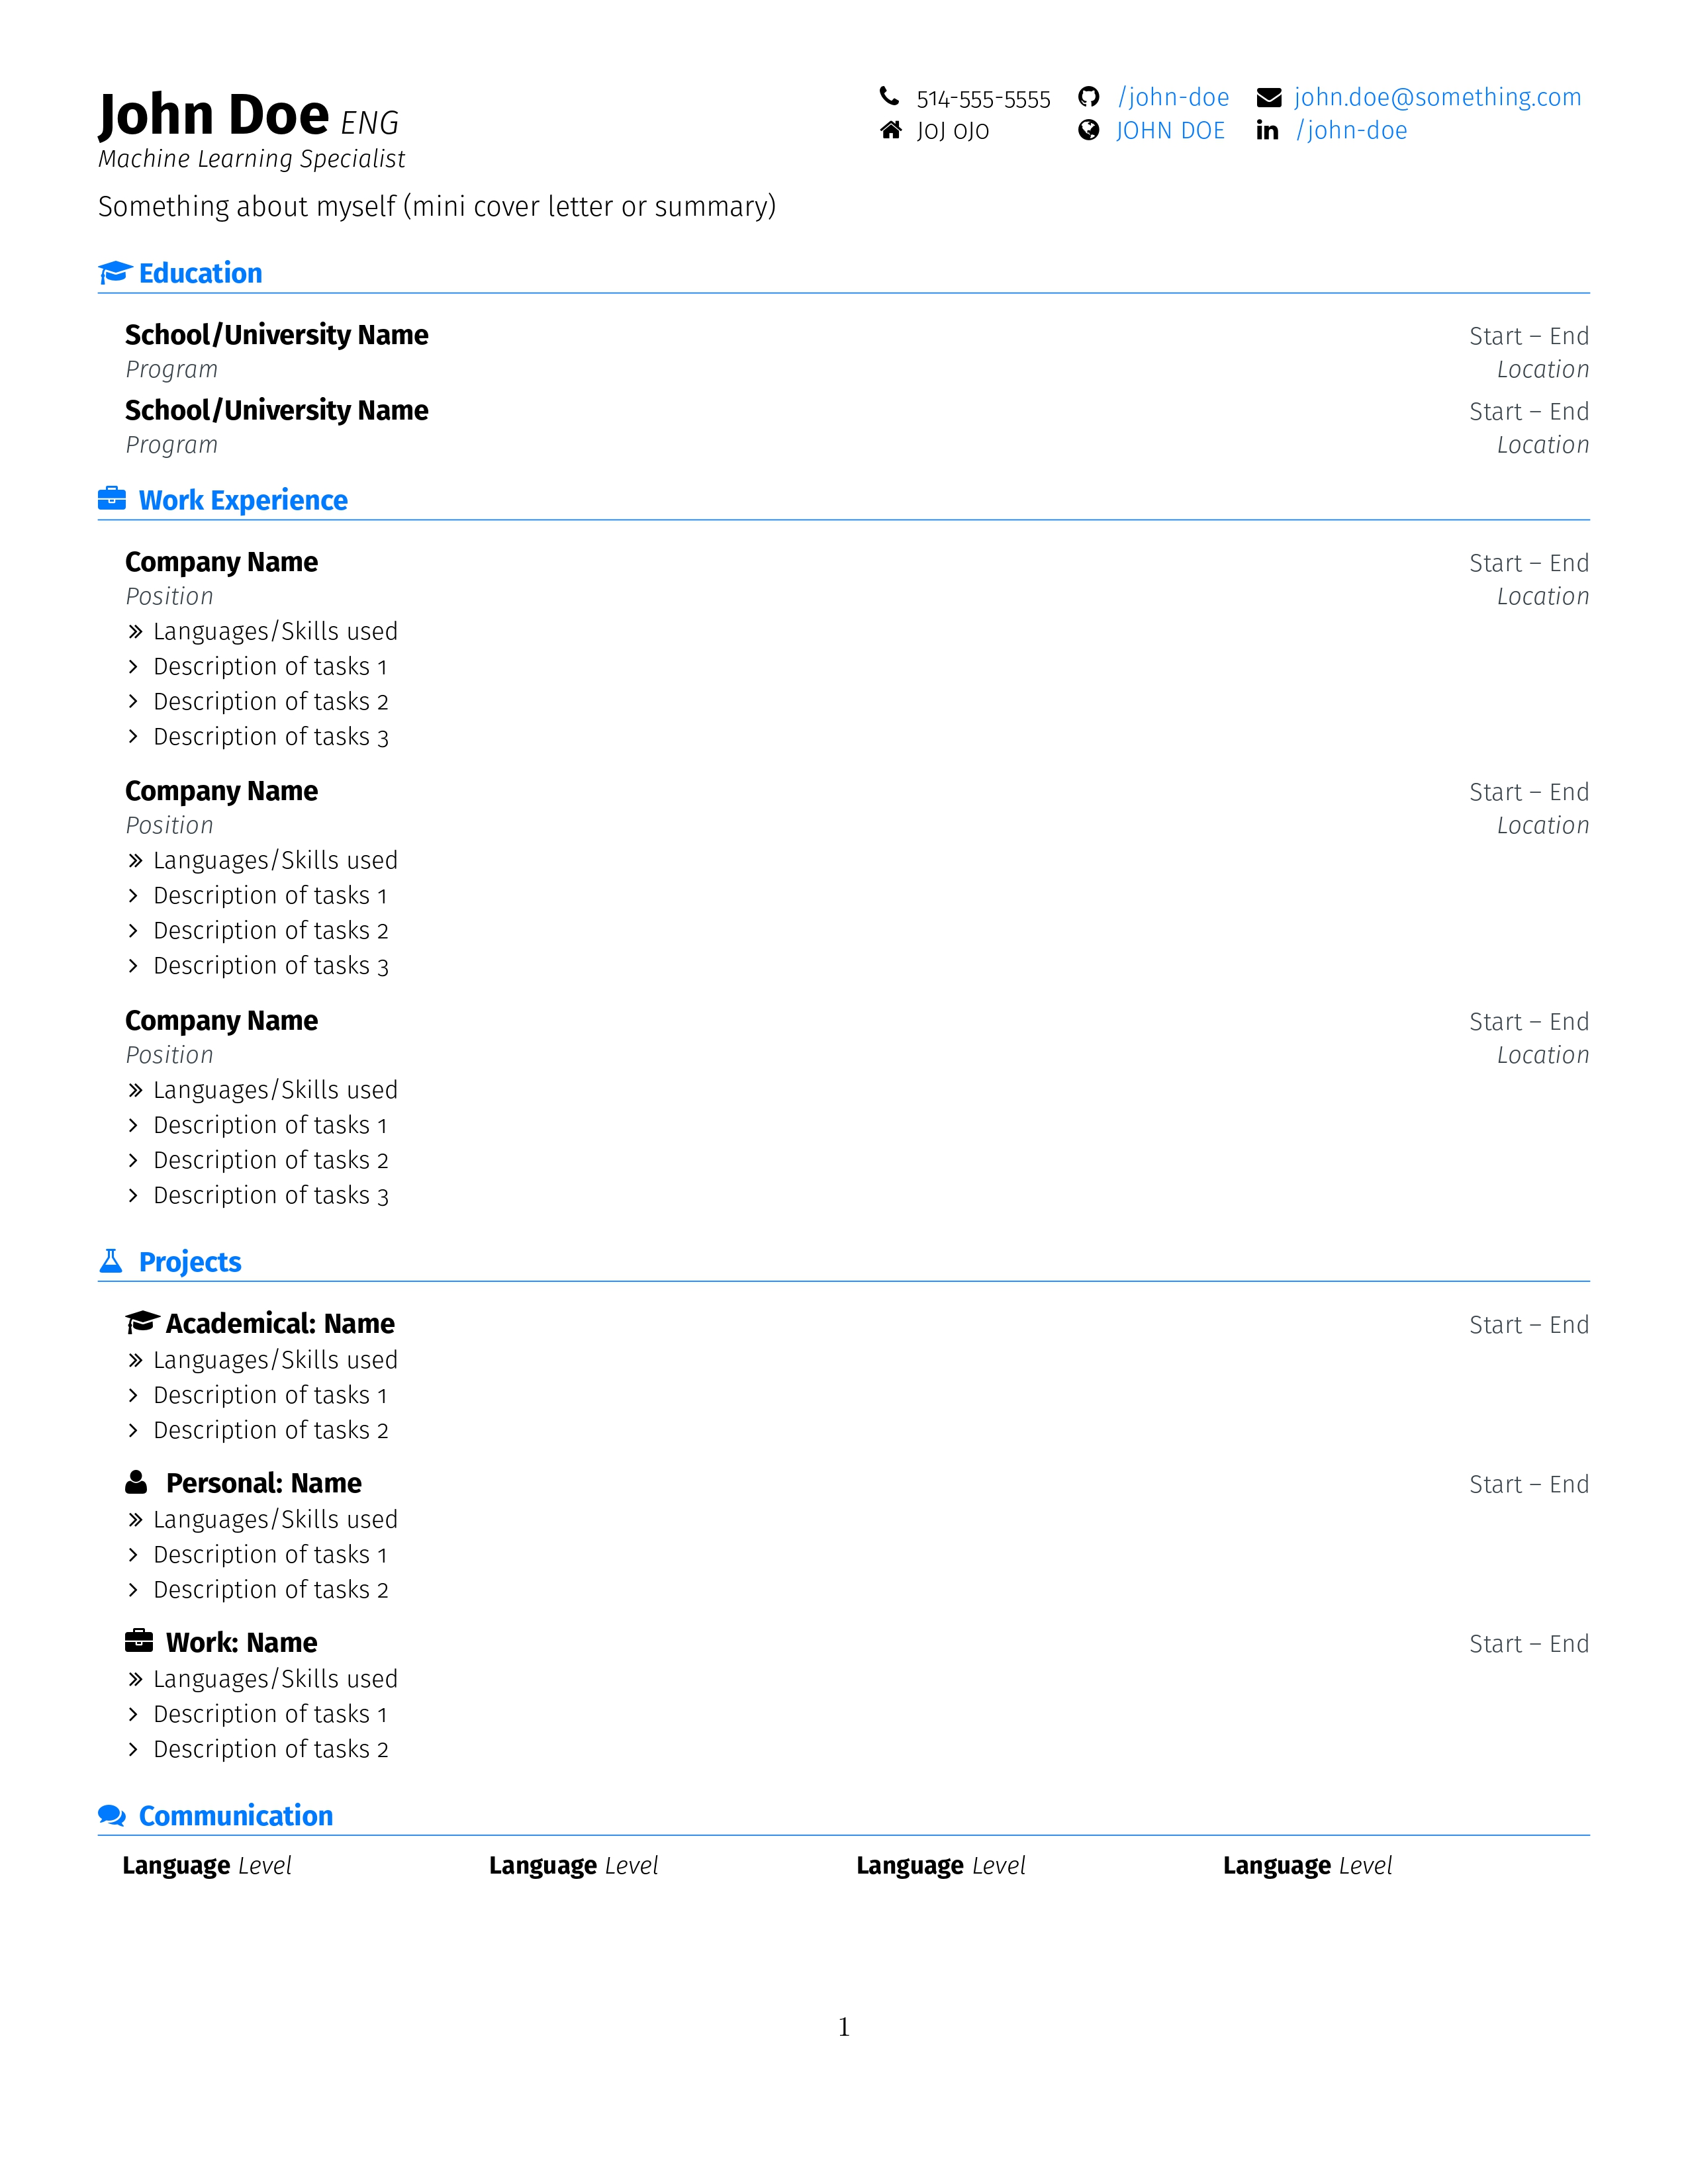 John Doe ENG
Machine Learning Specialist
514-555-5555 /john-doe john.doe@something.com
J0J 0J0 JOHN DOE /john-doe
Something about myself (mini cover letter or summary)
Education
School/University Name Start – End
Program Location
School/University Name Start – End
Program Location
Work Experience
Company Name Start – End
Position Location
» Languages/Skills used
› Description of tasks 1
› Description of tasks 2
› Description of tasks 3
Company Name Start – End
Position Location
» Languages/Skills used
› Description of tasks 1
› Description of tasks 2
› Description of tasks 3
Company Name Start – End
Position Location
» Languages/Skills used
› Description of tasks 1
› Description of tasks 2
› Description of tasks 3
Projects
Academical: Name Start – End
» Languages/Skills used
› Description of tasks 1
› Description of tasks 2
Personal: Name Start – End
» Languages/Skills used
› Description of tasks 1
› Description of tasks 2
Work: Name Start – End
» Languages/Skills used
› Description of tasks 1
› Description of tasks 2
Communication
Language Level Language Level Language Level Language Level
1